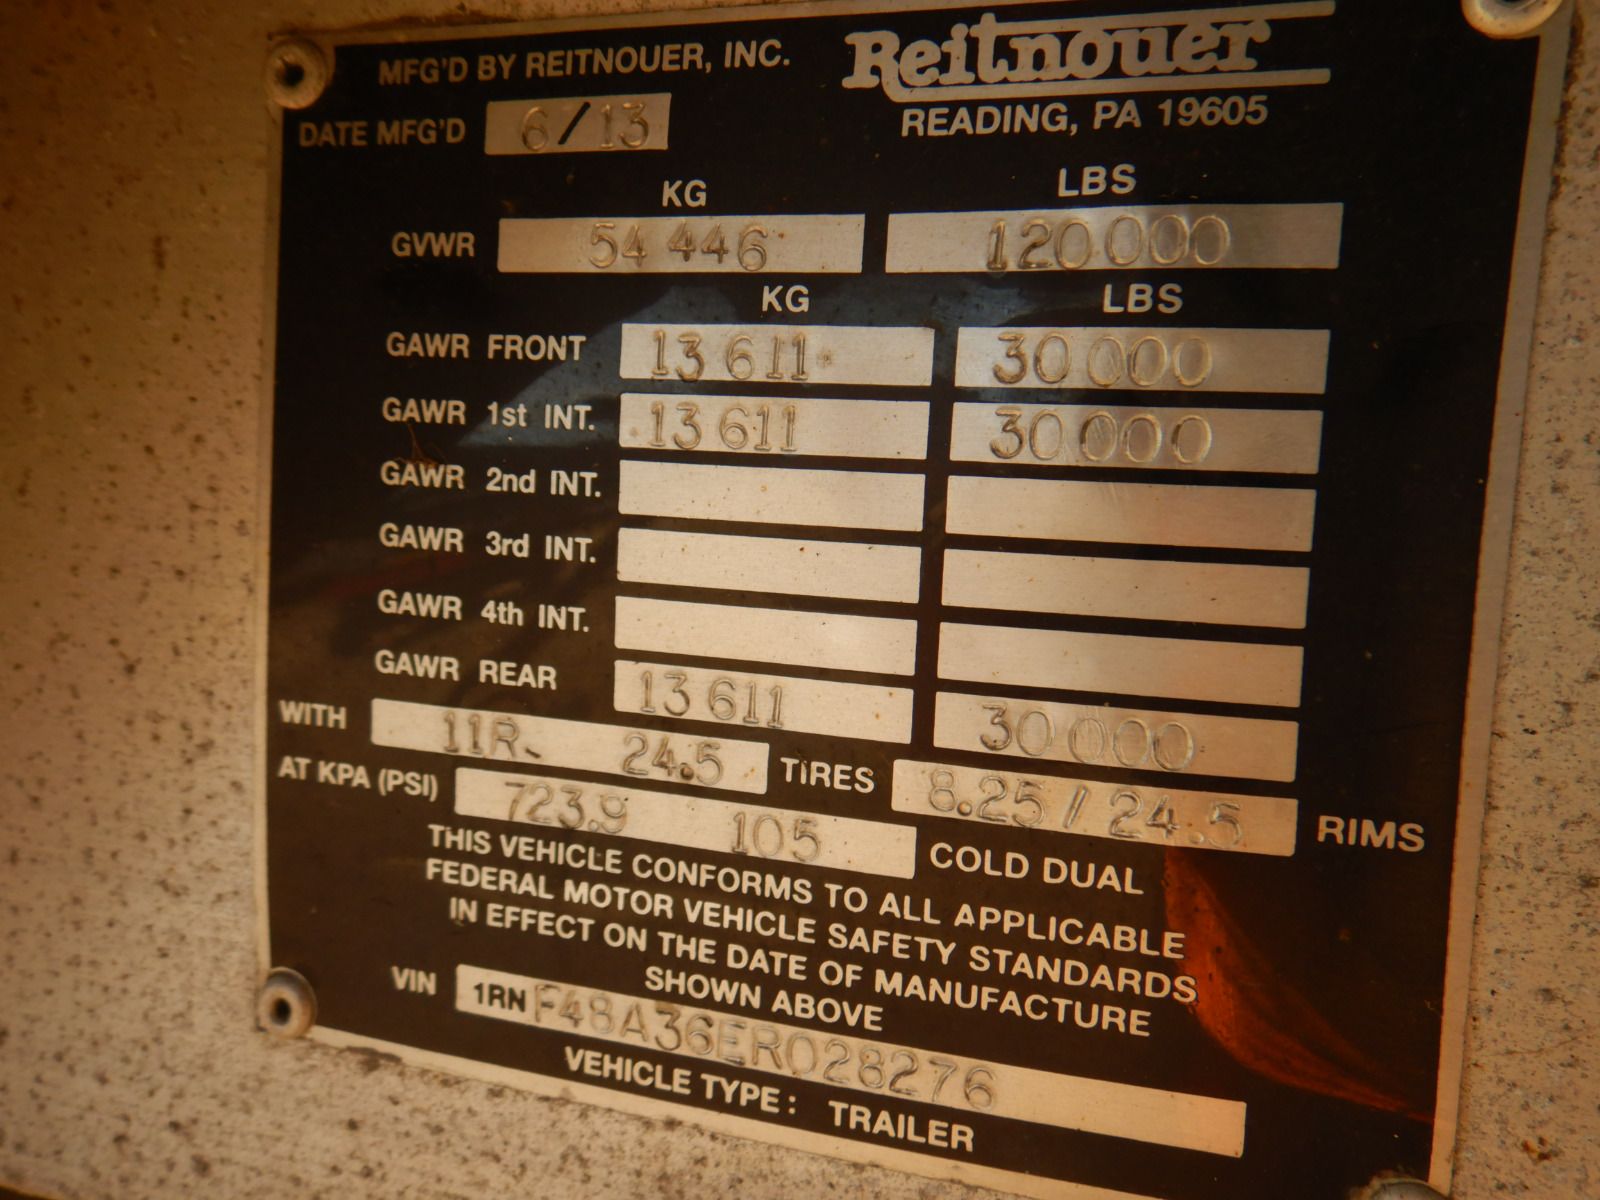 MFG'D BY REITNOUER, INC. Reitnouer
READING, PA 19605
DATE MFG'D 6/13
KG LBS
GVWR 54 446 120 000
KG LBS
GAWR FRONT 13 611 30 000
GAWR 1st INT. 13 611 30 000
GAWR 2nd INT.
GAWR 3rd INT.
GAWR 4th INT.
GAWR REAR 13 611 30 000
WITH 11R- 24.5 TIRES 8.25 / 24.5 RIMS
AT KPA (PSI) 723.9 105 COLD DUAL
THIS VEHICLE CONFORMS TO ALL APPLICABLE
FEDERAL MOTOR VEHICLE SAFETY STANDARDS
IN EFFECT ON THE DATE OF MANUFACTURE
SHOWN ABOVE
VIN 1RNF48A36ER028276
VEHICLE TYPE: TRAILER